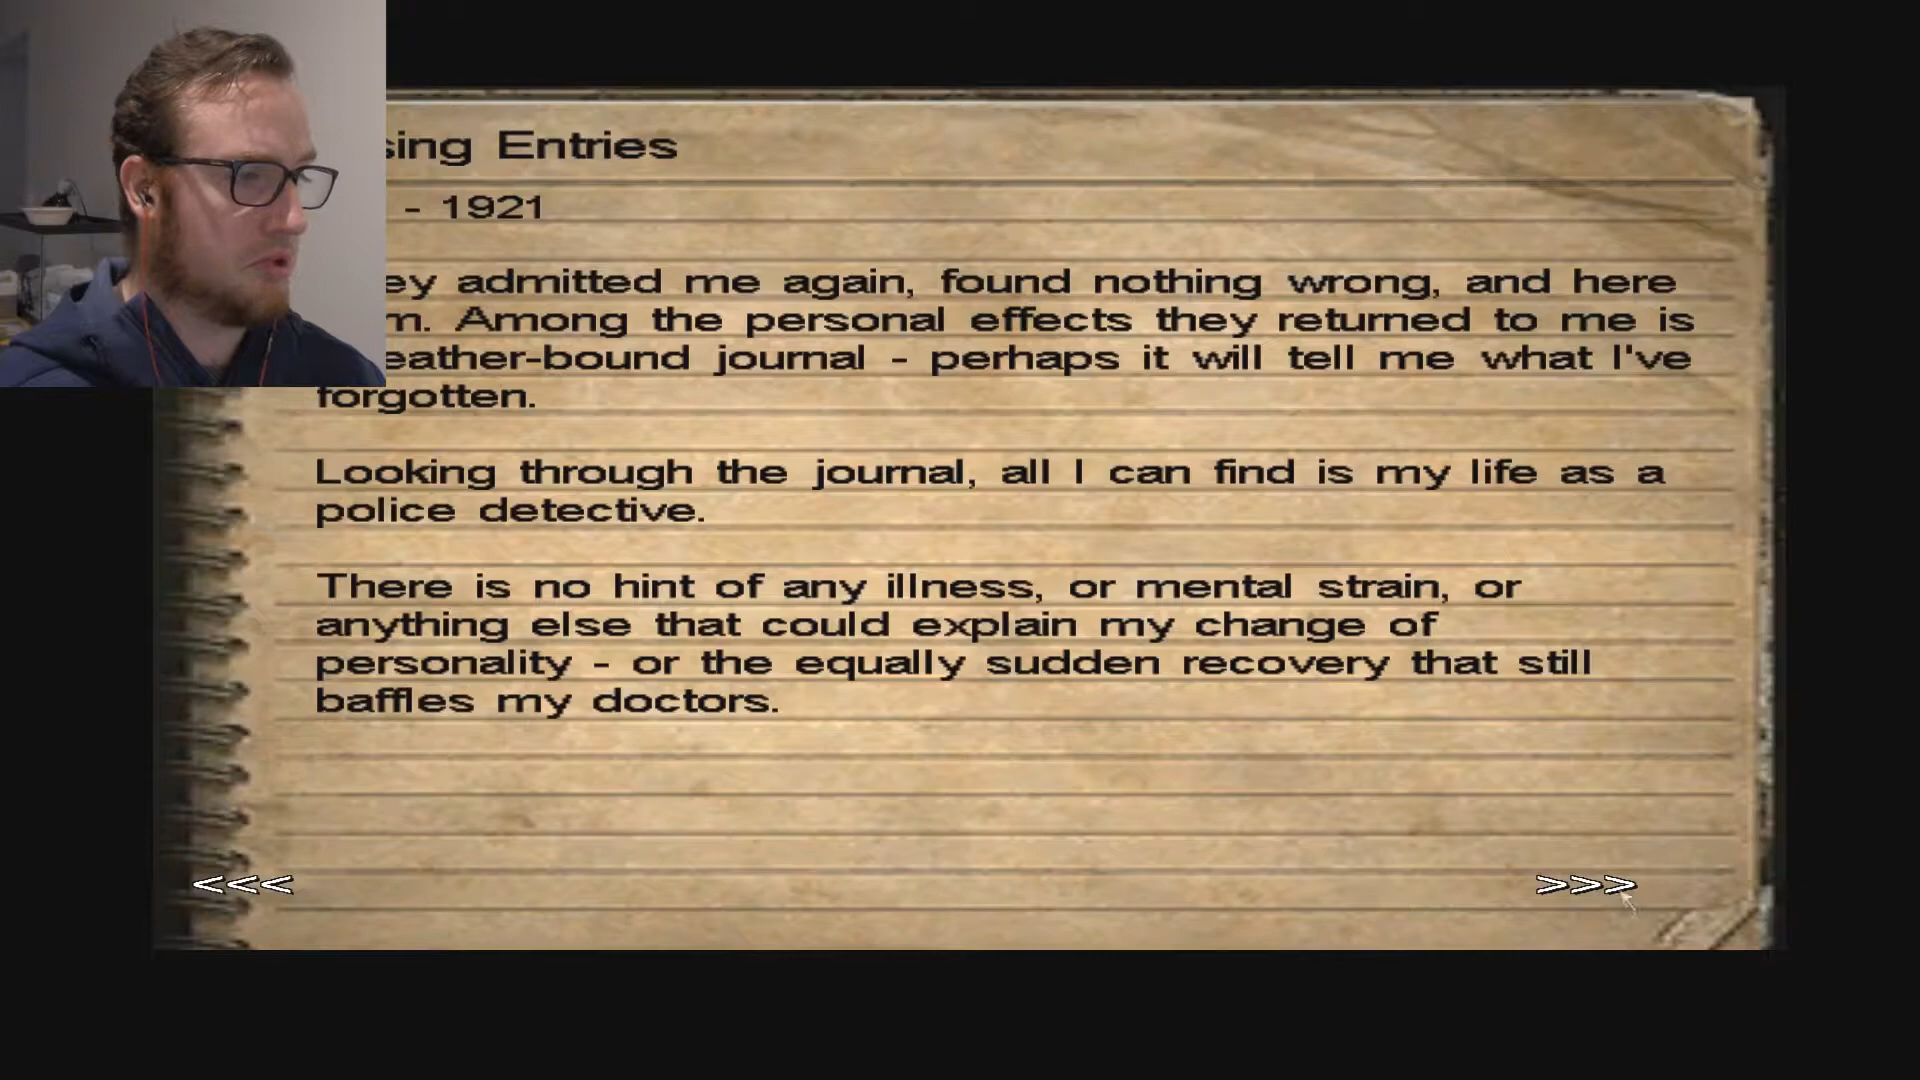 Entries
- 1921
admitted me again, found nothing wrong, and here
Among the personal effects they returned to me is
journal - perhaps it will tell me what I've
forgotten.
Looking through the journal, all I can find is my life as a
police detective.
There is no hint of any illness, or mental strain, or
anything else that could explain my change of
personality - or the equally sudden recovery that still
baffles my doctors.
<<< >>>